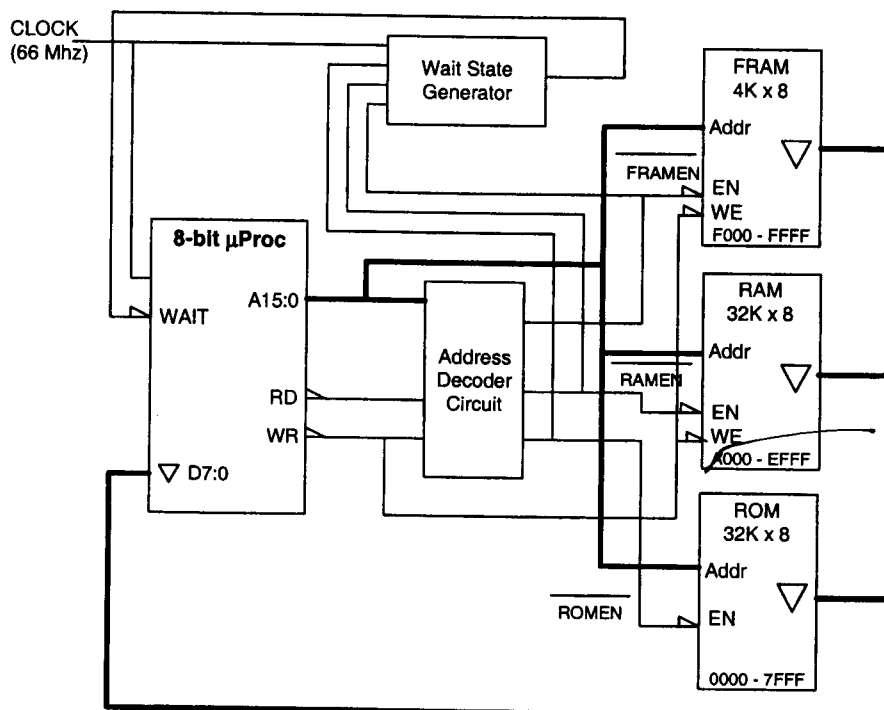 CLOCK
(66 Mhz)
Wait State
Generator
FRAM
4K x 8
Addr
FRAMEN
EN
WE
F000 - FFFF
8-bit µProc
A15:0
WAIT
RD
WR
D7:0
Address
Decoder
Circuit
RAM
32K x 8
Addr
RAMEN
EN
WE
A000 - EFFF
ROM
32K x 8
Addr
ROMEN
EN
0000 - 7FFF